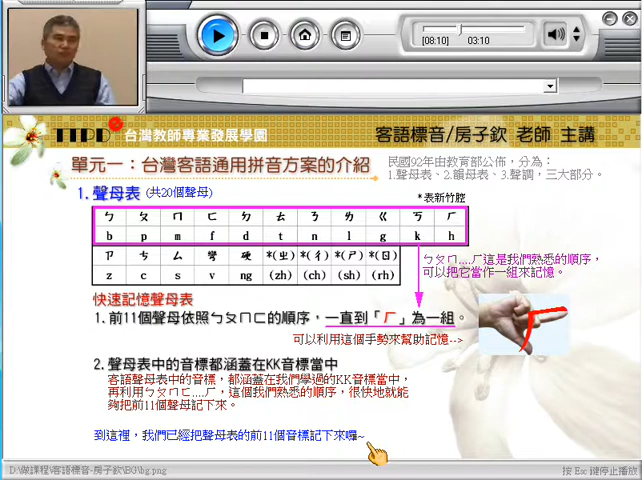 [08:10] 03:10
TTPD 台灣教師專業發展學園
客語標音/房子欽 老師 主講
單元一：台灣客語通用拼音方案的介紹
民國92年由教育部公佈，分為：
1.聲母表、2.韻母表、3.聲調，三大部分。
1. 聲母表 (共20個聲母)
*表新竹腔
ㄅ ㄆ ㄇ ㄈ ㄉ ㄊ ㄋ ㄌ ㄍ ㄎ ㄏ
b p m f d t n l g k h
ㄗ ㄘ ㄙ 万 硬 *(ㄓ) *(ㄔ) *(ㄕ) *(ㄖ)
z c s v ng (zh) (ch) (sh) (rh)
ㄅㄆㄇ....ㄏ這是我們熟悉的順序，
可以把它當作一組來記憶。
快速記憶聲母表
1. 前11個聲母依照ㄅㄆㄇㄈ的順序，一直到「ㄏ」為一組。
可以利用這個手勢來幫助記憶-->
ㄏ
2. 聲母表中的音標都涵蓋在KK音標當中
客語聲母表中的音標，都涵蓋在我們學過的KK音標當中，
再利用ㄅㄆㄇㄈ....ㄏ，這個我們熟悉的順序，很快地就能
夠把前11個聲母記下來。
到這裡，我們已經把聲母表的前11個音標記下來囉~
D:\做課程\客語標音-房子欽\BG\bg.png
按 Esc 鍵停止播放